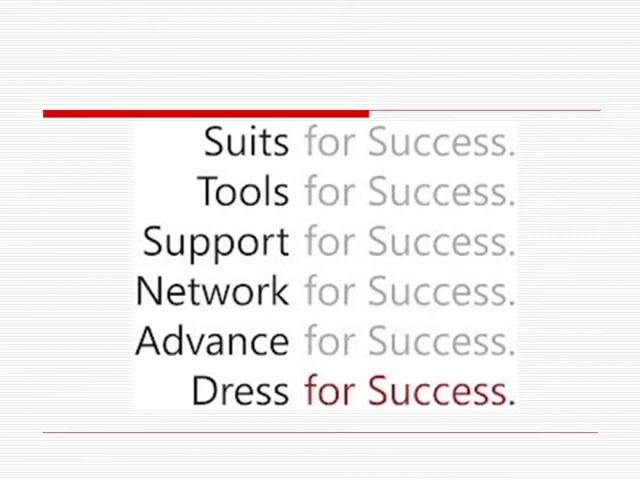 Suits for Success.
Tools for Success.
Support for Success.
Network for Success.
Advance for Success.
Dress for Success.